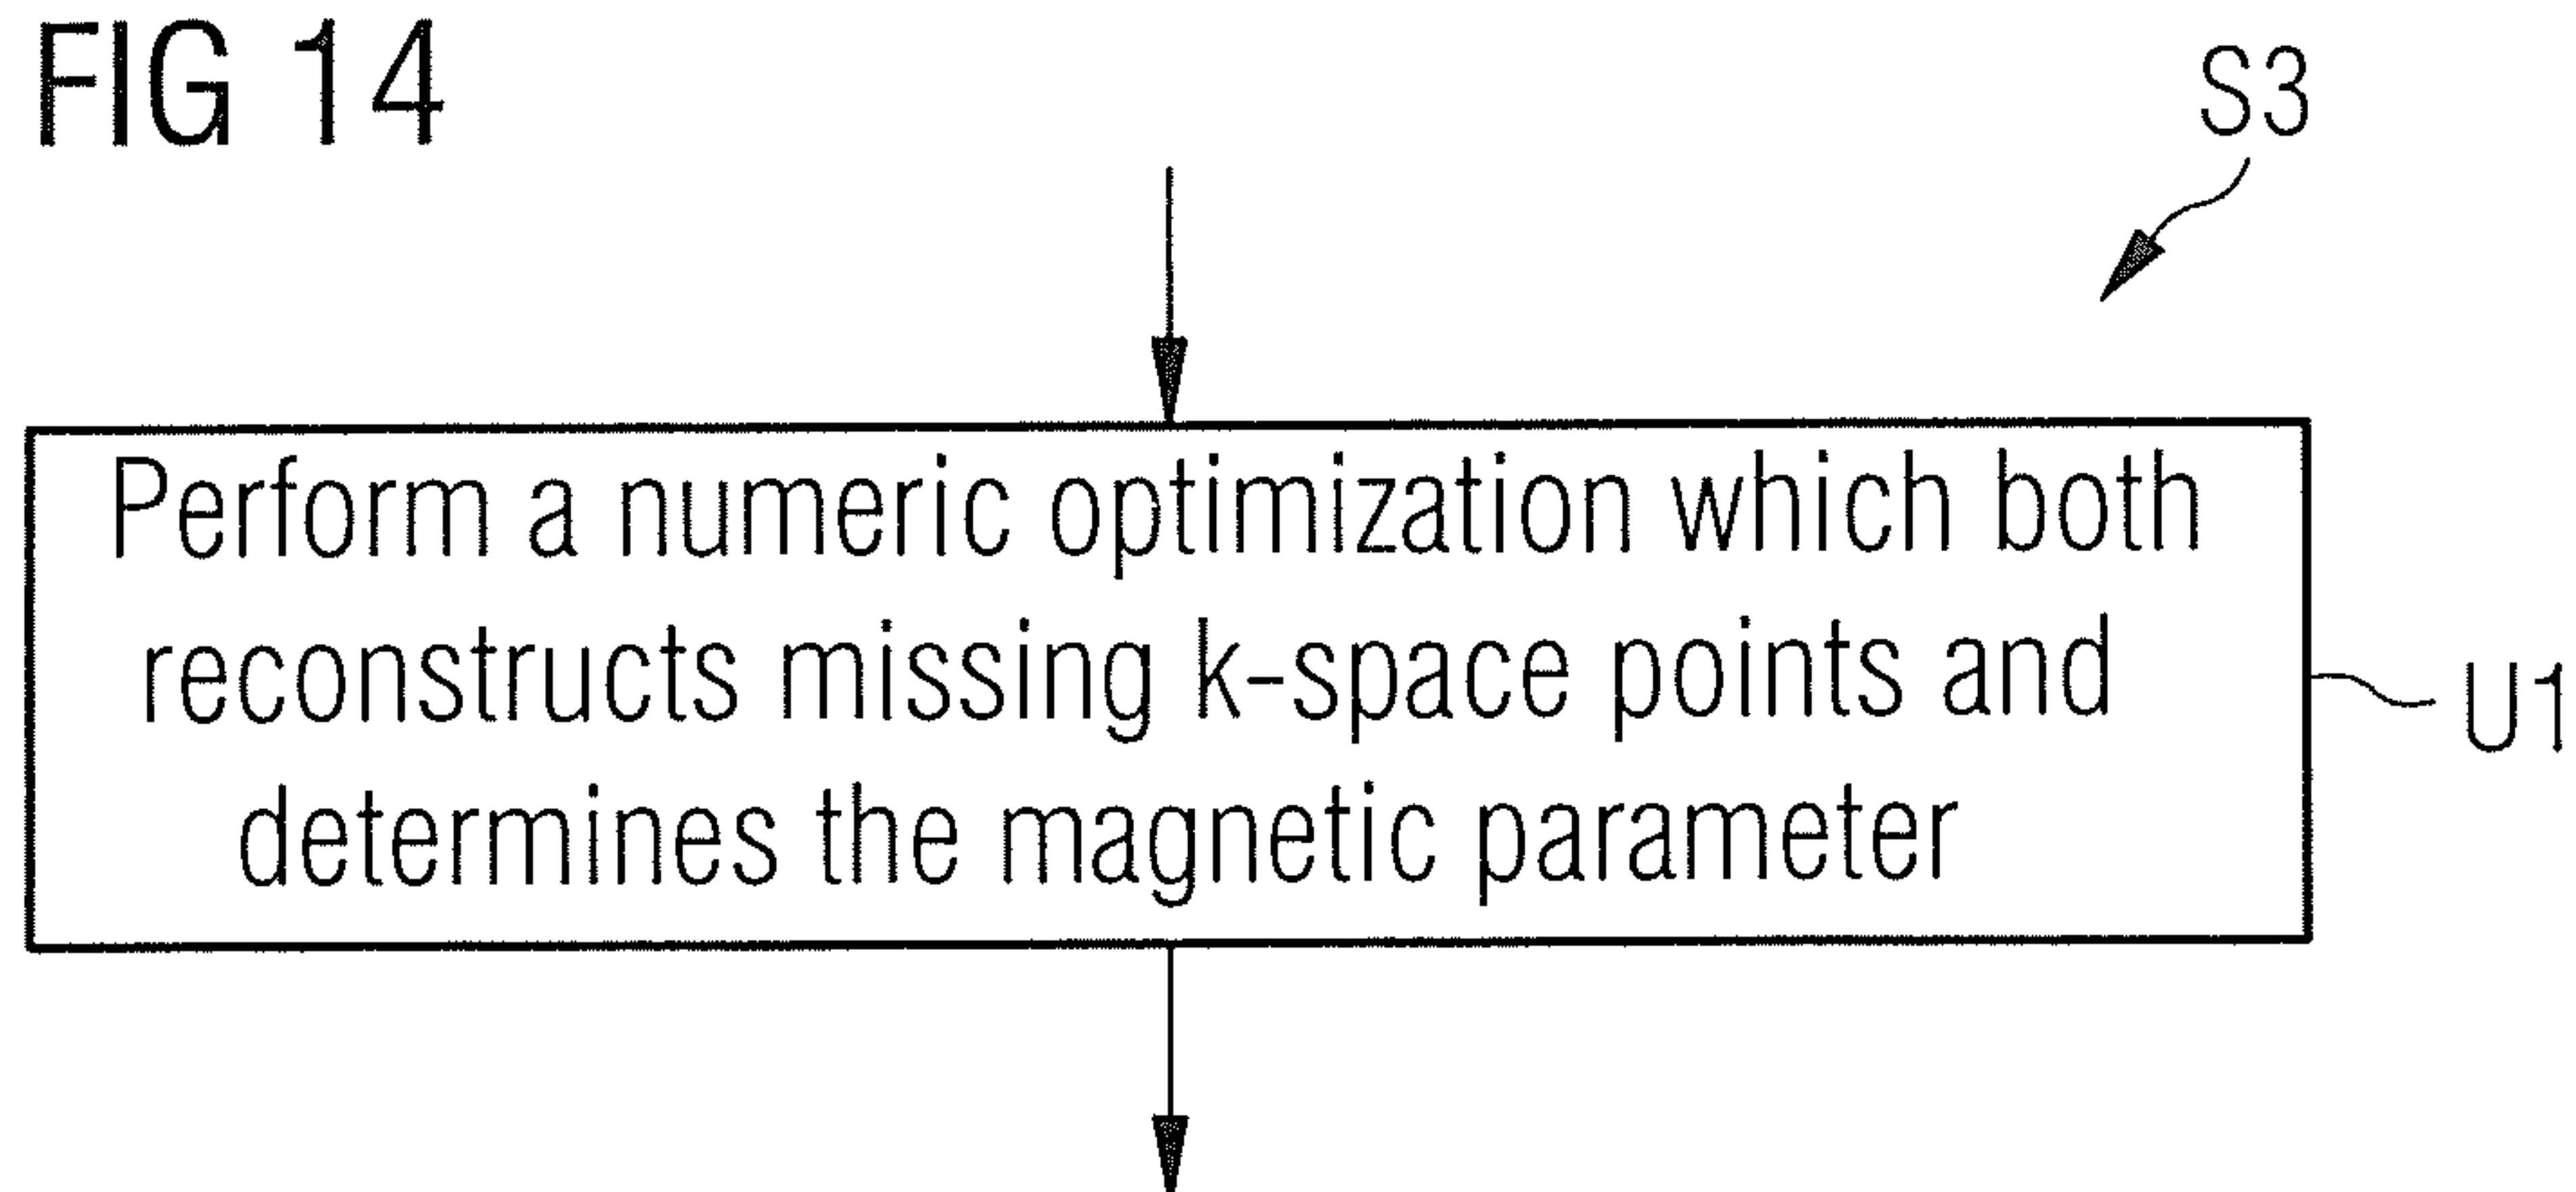 FIG 14
S3
Perform a numeric optimization which both
reconstructs missing k-space points and
determines the magnetic parameter
U1